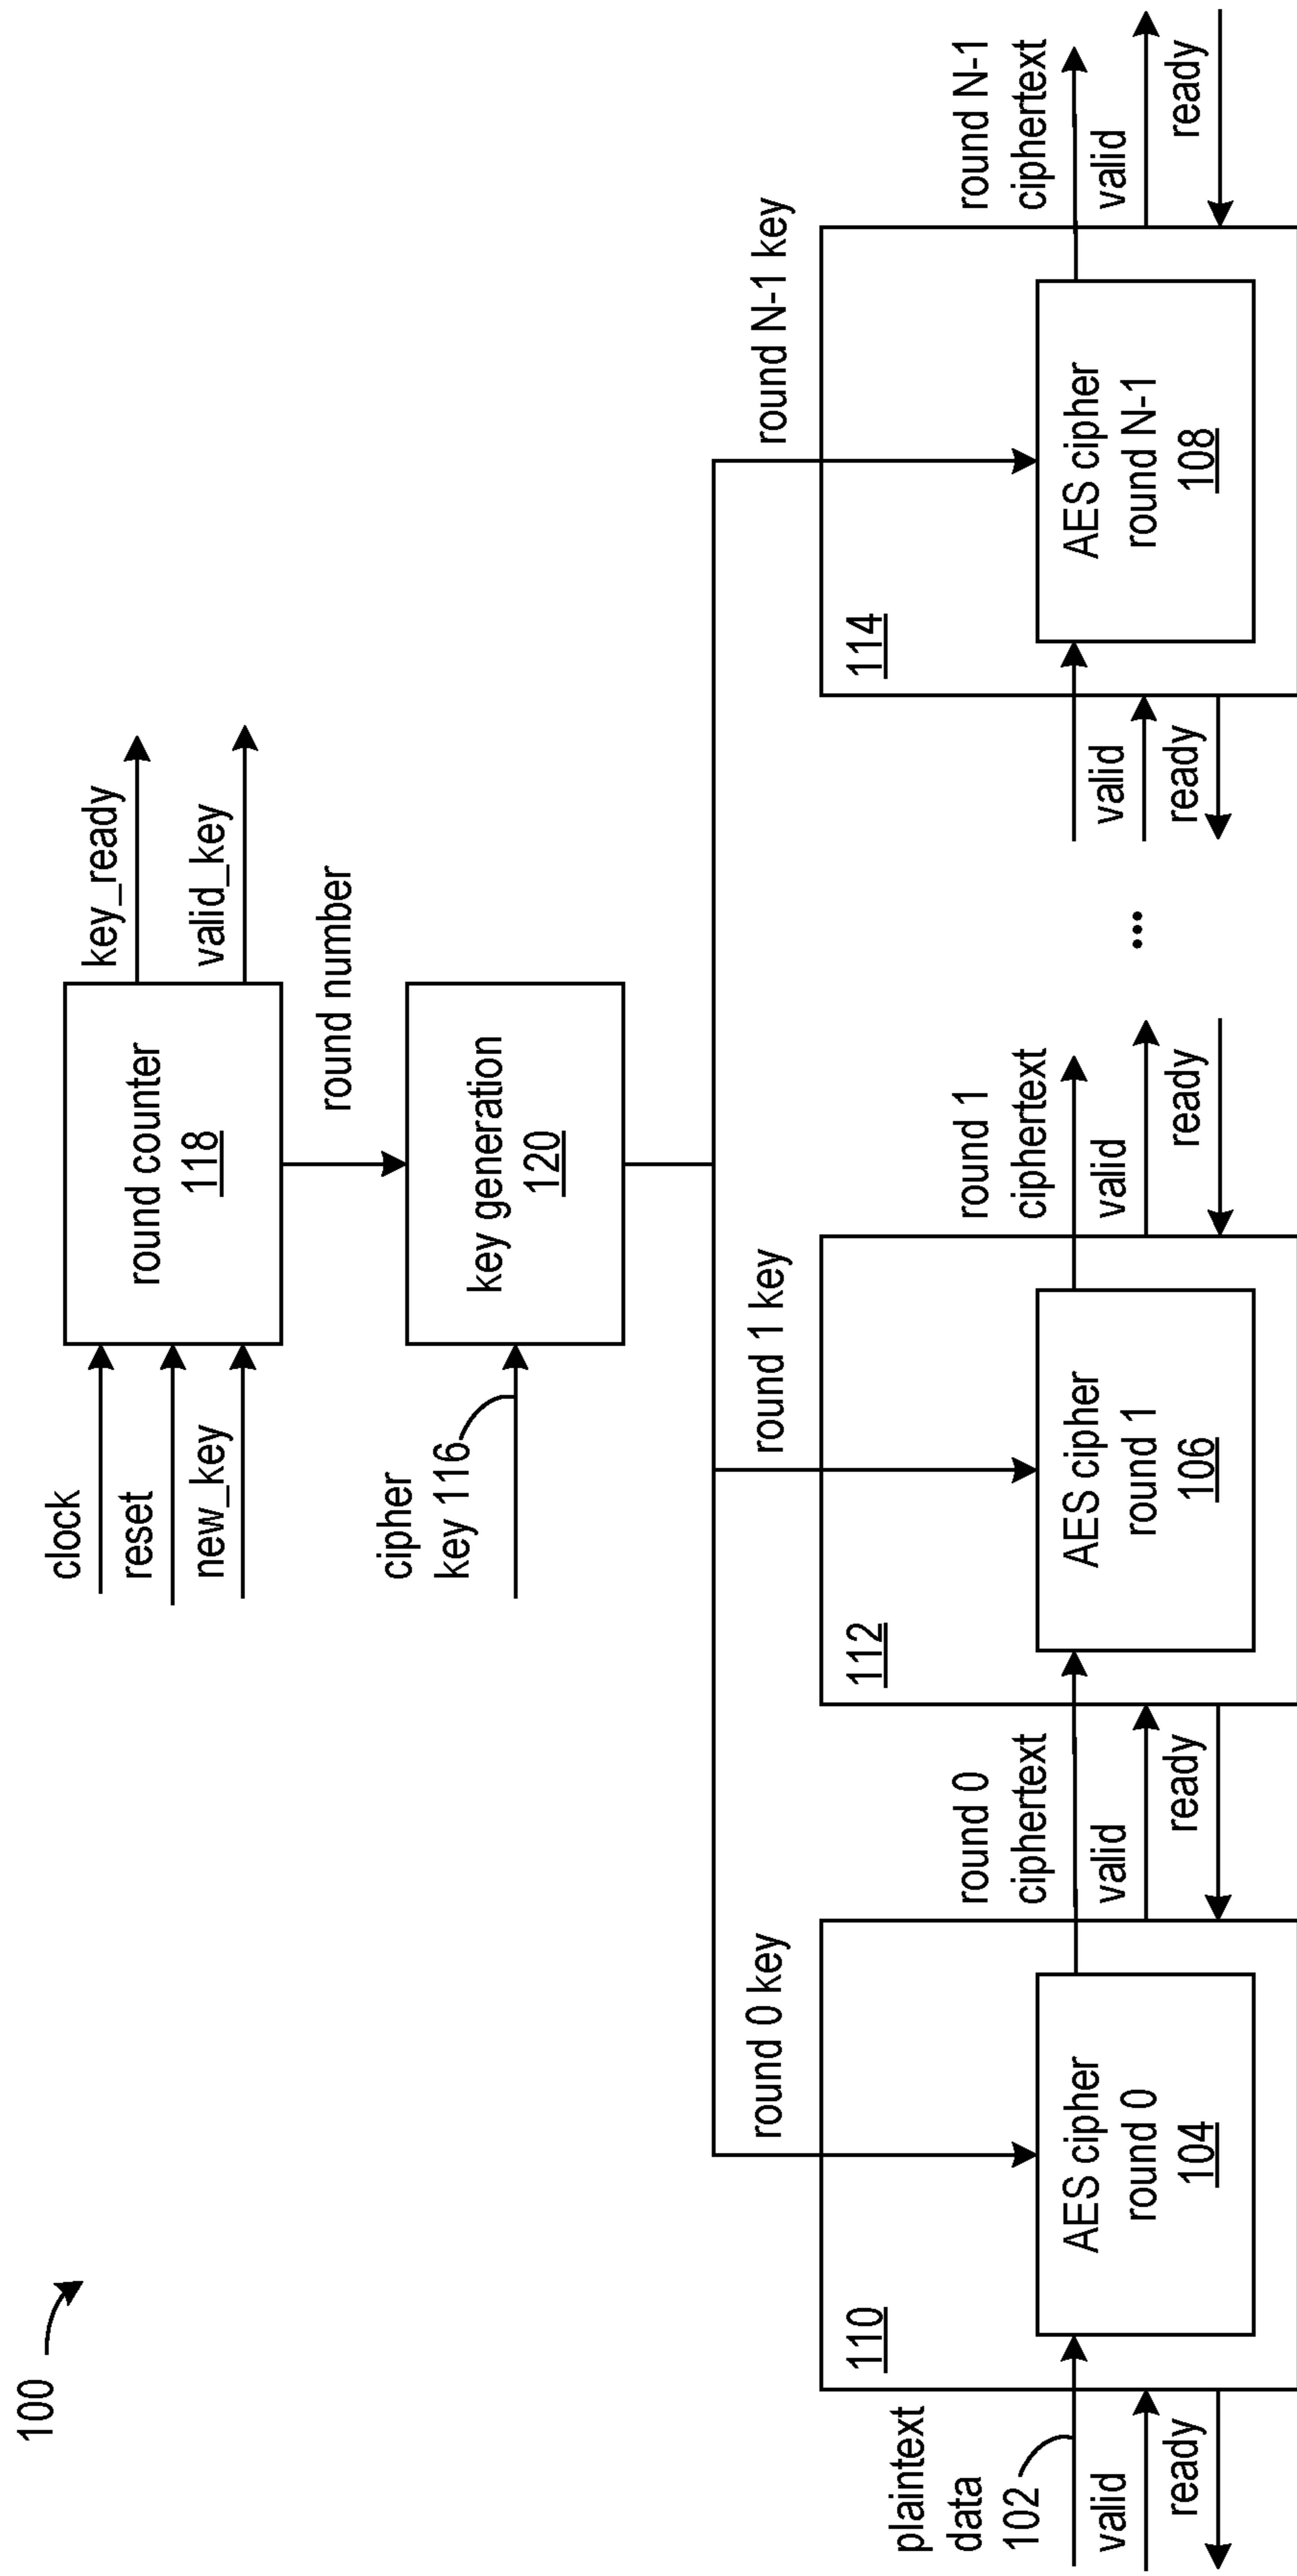 100
clock
reset
new_key
round counter
118
key_ready
valid_key
round number
cipher
key 116
key generation
120
round 0 key
round 1 key
round N-1 key
110
112
114
plaintext
data
102
valid
ready
AES cipher
round 0
104
round 0
ciphertext
valid
ready
AES cipher
round 1
106
round 1
ciphertext
valid
ready
...
valid
ready
AES cipher
round N-1
108
round N-1
ciphertext
valid
ready